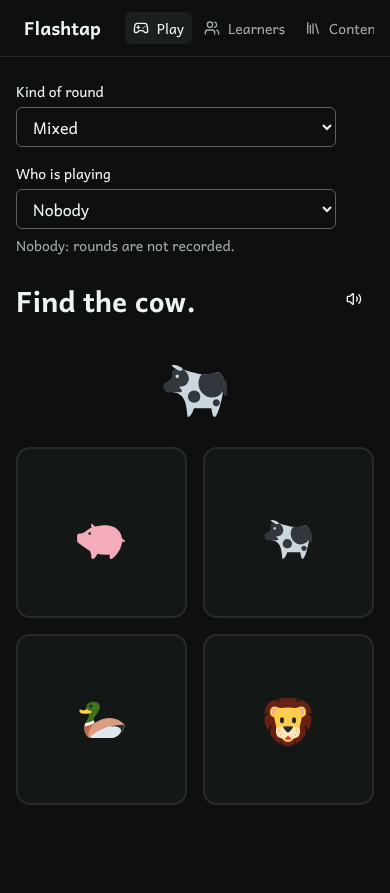 Flashtap
Play
Learners
Conten
Kind of round
Mixed
Who is playing
Nobody
Nobody: rounds are not recorded.
Find the cow.